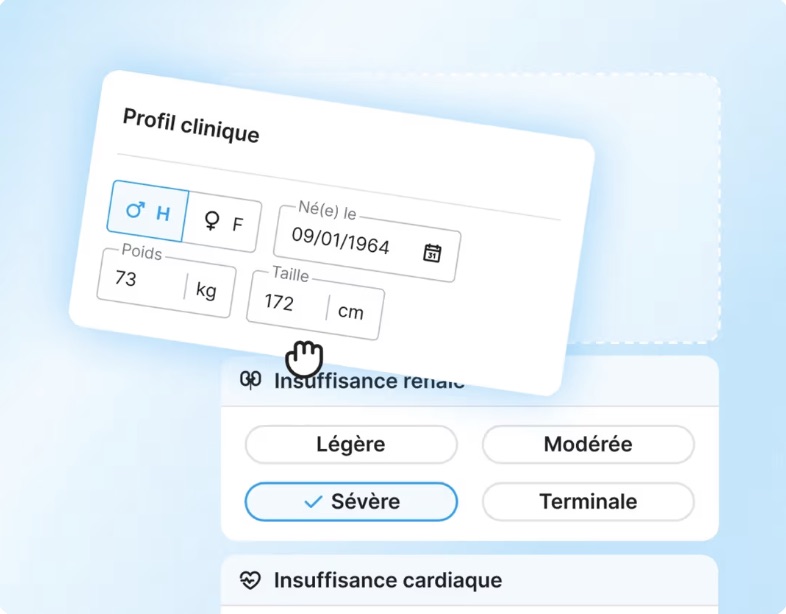 Profil clinique
H
F
Né(e) le
09/01/1964
31
Poids
73
kg
Taille
172
cm
Insuffisance rénale
Légère
Modérée
Sévère
Terminale
Insuffisance cardiaque